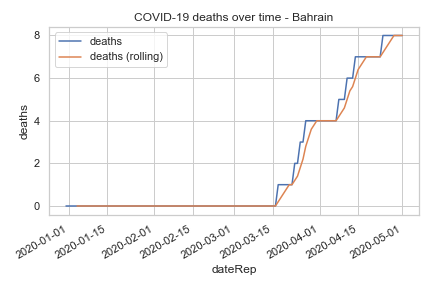 COVID-19 deaths over time - Bahrain
deaths
deaths (rolling)
8
6
4
2
0
deaths
2020-01-01
2020-01-15
2020-02-01
2020-02-15
2020-03-01
2020-03-15
2020-04-01
2020-04-15
2020-05-01
dateRep